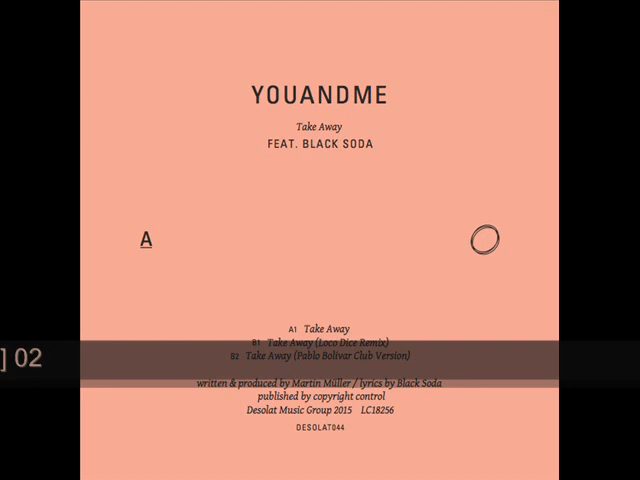 YOUANDME
Take Away
FEAT. BLACK SODA
A
A1 Take Away
B1 Take Away (Loco Dice Remix)
] 02
B2 Take Away (Pablo Bolivar Club Version)
written & produced by Martin Müller / lyrics by Black Soda
published by copyright control
Desolat Music Group 2015 LC18256
DESOLAT044